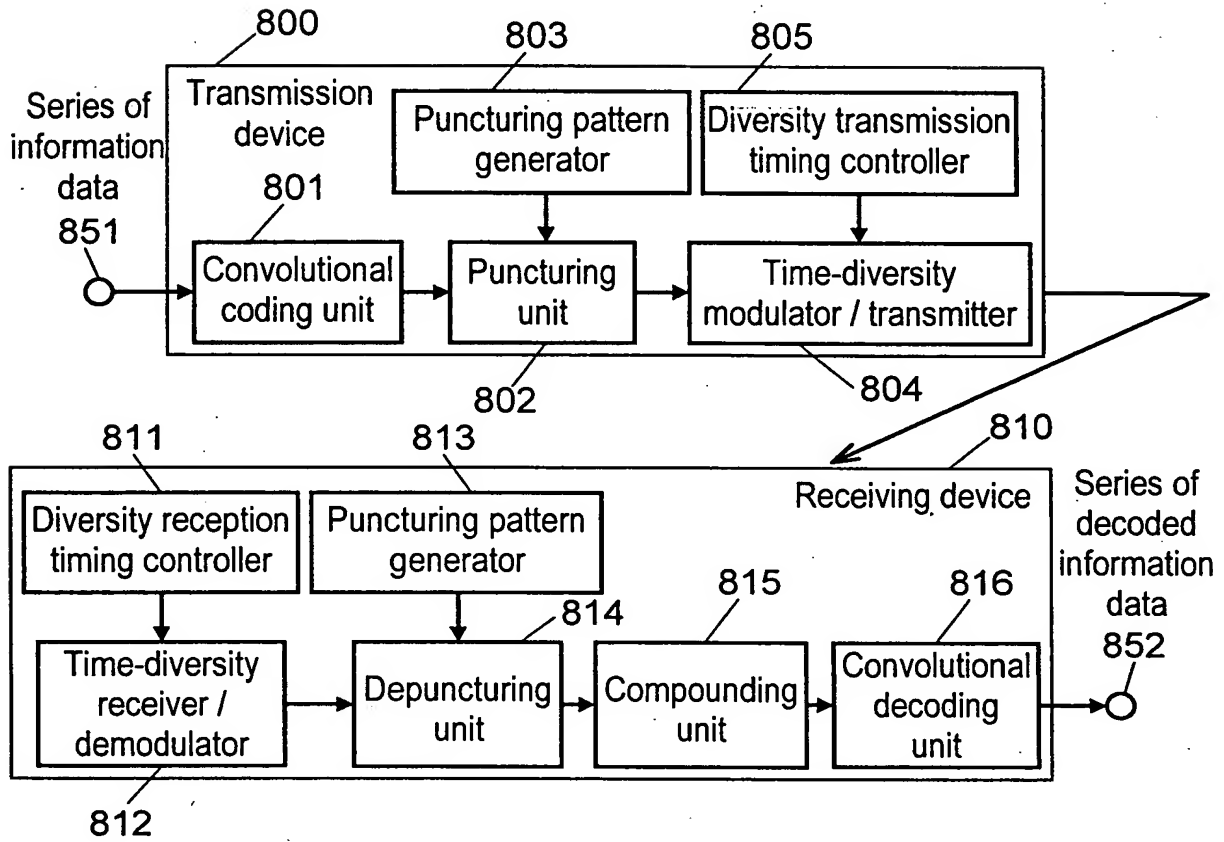 800
803
805
Series of
information
data
851
Transmission
device
801
Puncturing pattern
generator
Diversity transmission
timing controller
Convolutional
coding unit
Puncturing
unit
Time-diversity
modulator / transmitter
802
804
811
813
810
Receiving device
Diversity reception
timing controller
Puncturing pattern
generator
Series of
decoded
information
data
852
814
815
816
Time-diversity
receiver /
demodulator
Depuncturing
unit
Compounding
unit
Convolutional
decoding
unit
812